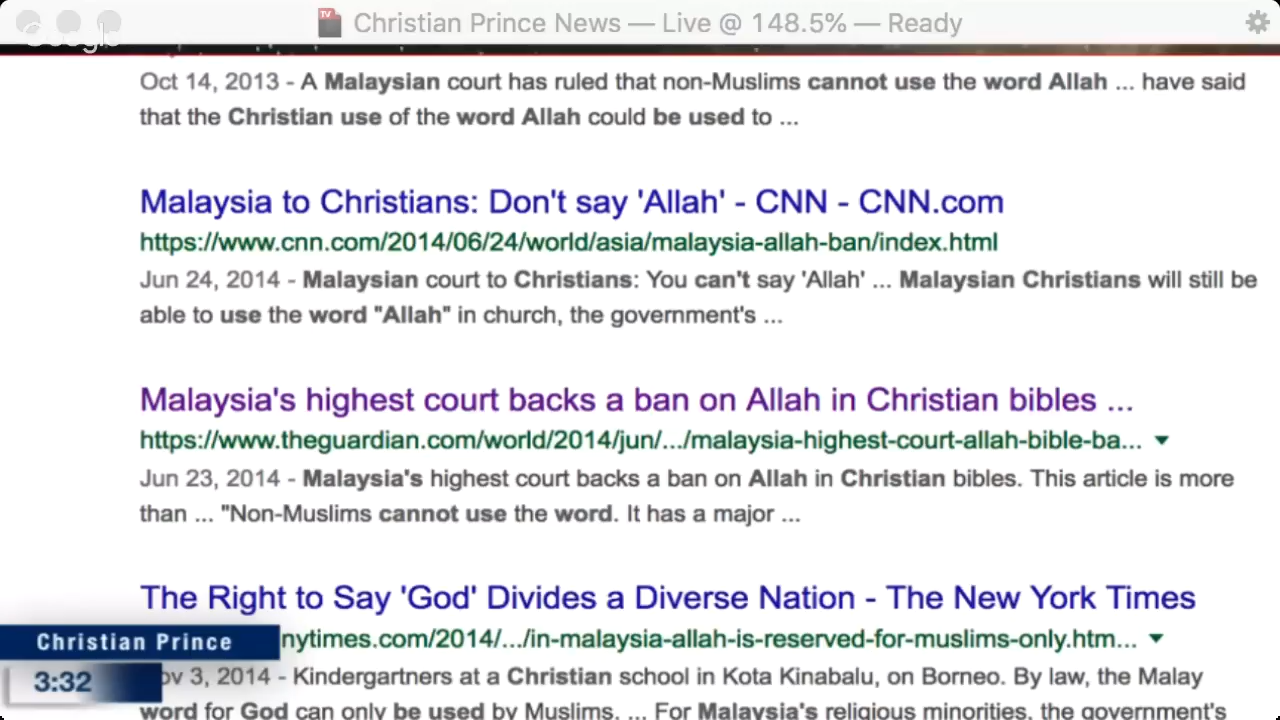 TV
Christian Prince News — Live @ 148.5% — Ready
Google
Oct 14, 2013 - A Malaysian court has ruled that non-Muslims cannot use the word Allah ... have said
that the Christian use of the word Allah could be used to ...
Malaysia to Christians: Don't say 'Allah' - CNN - CNN.com
https://www.cnn.com/2014/06/24/world/asia/malaysia-allah-ban/index.html
Jun 24, 2014 - Malaysian court to Christians: You can't say 'Allah' ... Malaysian Christians will still be
able to use the word "Allah" in church, the government's ...
Malaysia's highest court backs a ban on Allah in Christian bibles ...
https://www.theguardian.com/world/2014/jun/.../malaysia-highest-court-allah-bible-ba...
Jun 23, 2014 - Malaysia's highest court backs a ban on Allah in Christian bibles. This article is more
than ... "Non-Muslims cannot use the word. It has a major ...
The Right to Say 'God' Divides a Diverse Nation - The New York Times
Christian Prince
nytimes.com/2014/.../in-malaysia-allah-is-reserved-for-muslims-only.htm...
3:32
ov 3, 2014 - Kindergartners at a Christian school in Kota Kinabalu, on Borneo. By law, the Malay
word for God can only be used by Muslims. ... For Malaysia's religious minorities, the government's